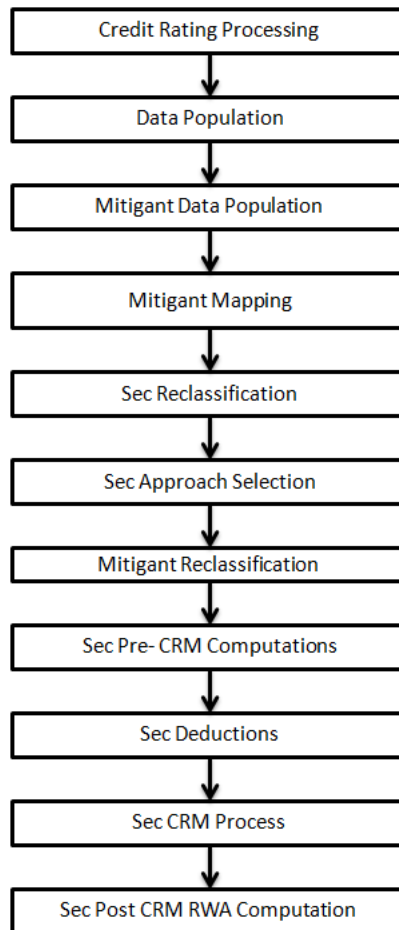 Credit Rating Processing
Data Population
Mitigant Data Population
Mitigant Mapping
Sec Reclassification
Sec Approach Selection
Mitigant Reclassification
Sec Pre- CRM Computations
Sec Deductions
Sec CRM Process
Sec Post CRM RWA Computation